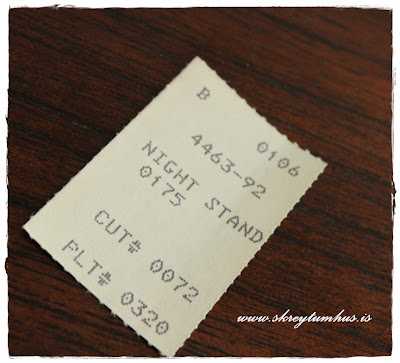 B 0106
4463-92
NIGHT STAND
0175
CUT# 0072
PLT# 0320
www.skreytumhus.is